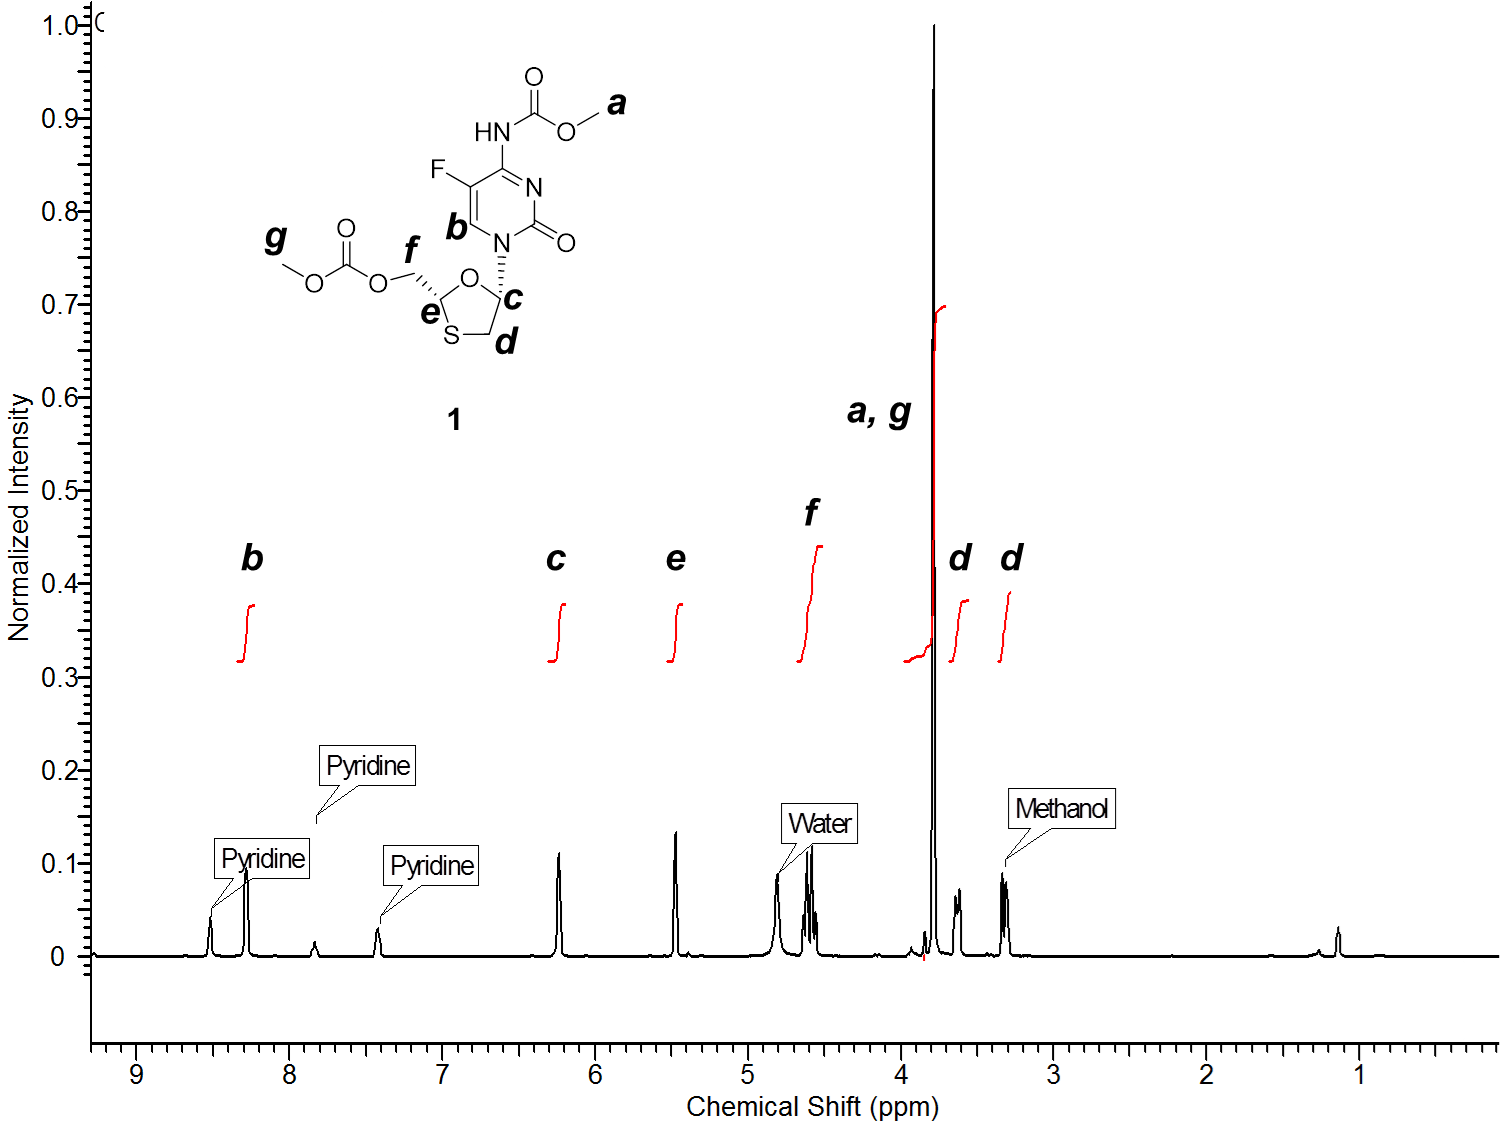 1.0
0.9
0.8
0.7
0.6
0.5
0.4
0.3
0.2
0.1
0
Normalized Intensity
O
O
HN
a
F
N
b
N
O
g
O
f
O
O
O
c
e
S
d
1
a, g
f
b
c
e
d
d
Pyridine
Pyridine
Pyridine
Water
Methanol
9
8
7
6
5
4
3
2
1
Chemical Shift (ppm)